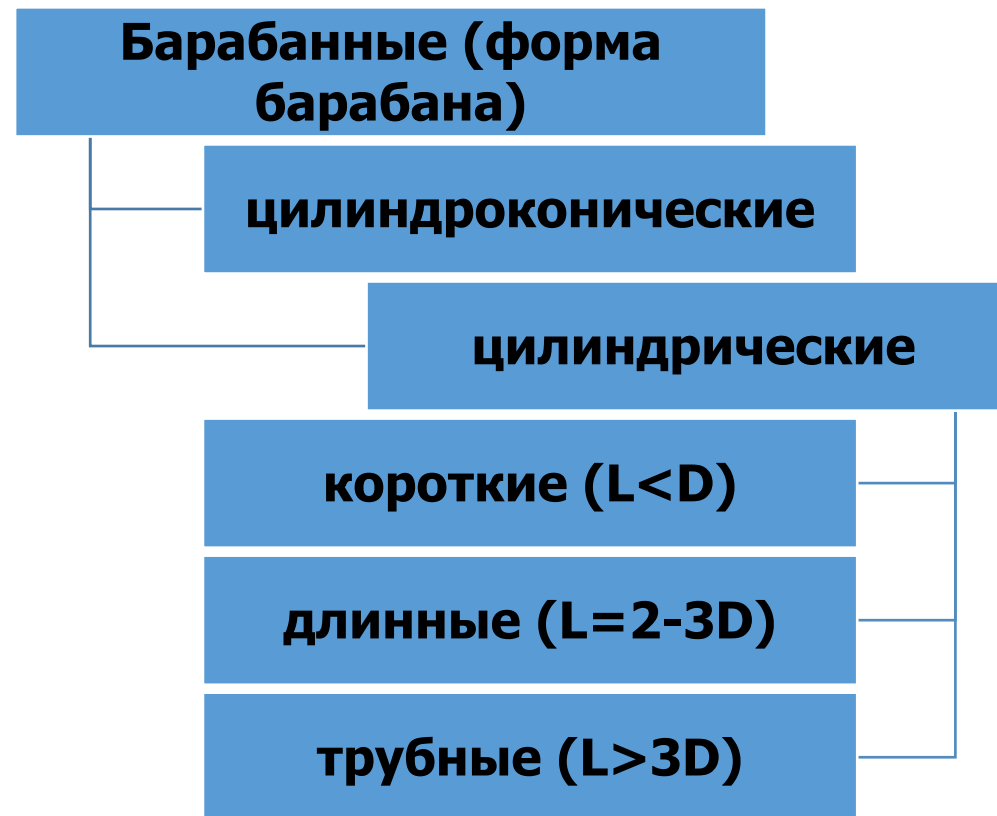 Барабанные (форма
барабана)
цилиндроконические
цилиндрические
короткие (L<D)
длинные (L=2-3D)
трубные (L>3D)